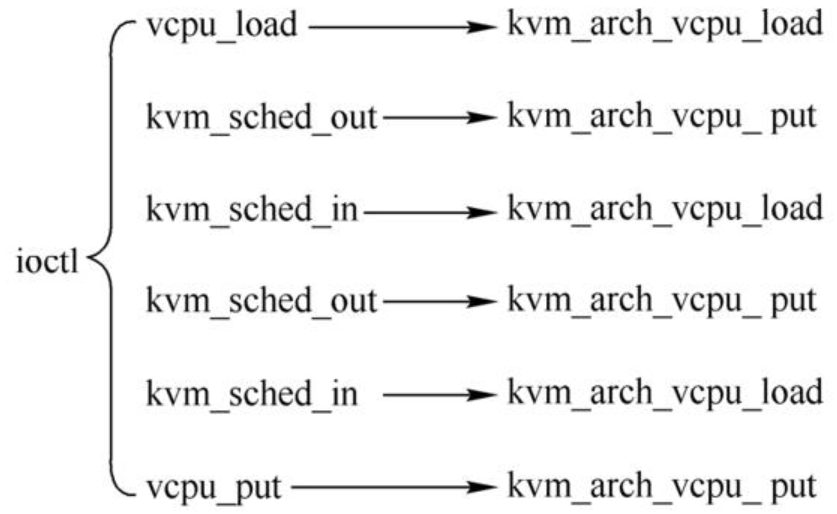 vcpu_load kvm_arch_vcpu_load
kvm_sched_out kvm_arch_vcpu_ put
kvm_sched_in kvm_arch_vcpu_load
ioctl
kvm_sched_out kvm_arch_vcpu_ put
kvm_sched_in kvm_arch_vcpu_load
vcpu_put kvm_arch_vcpu_ put